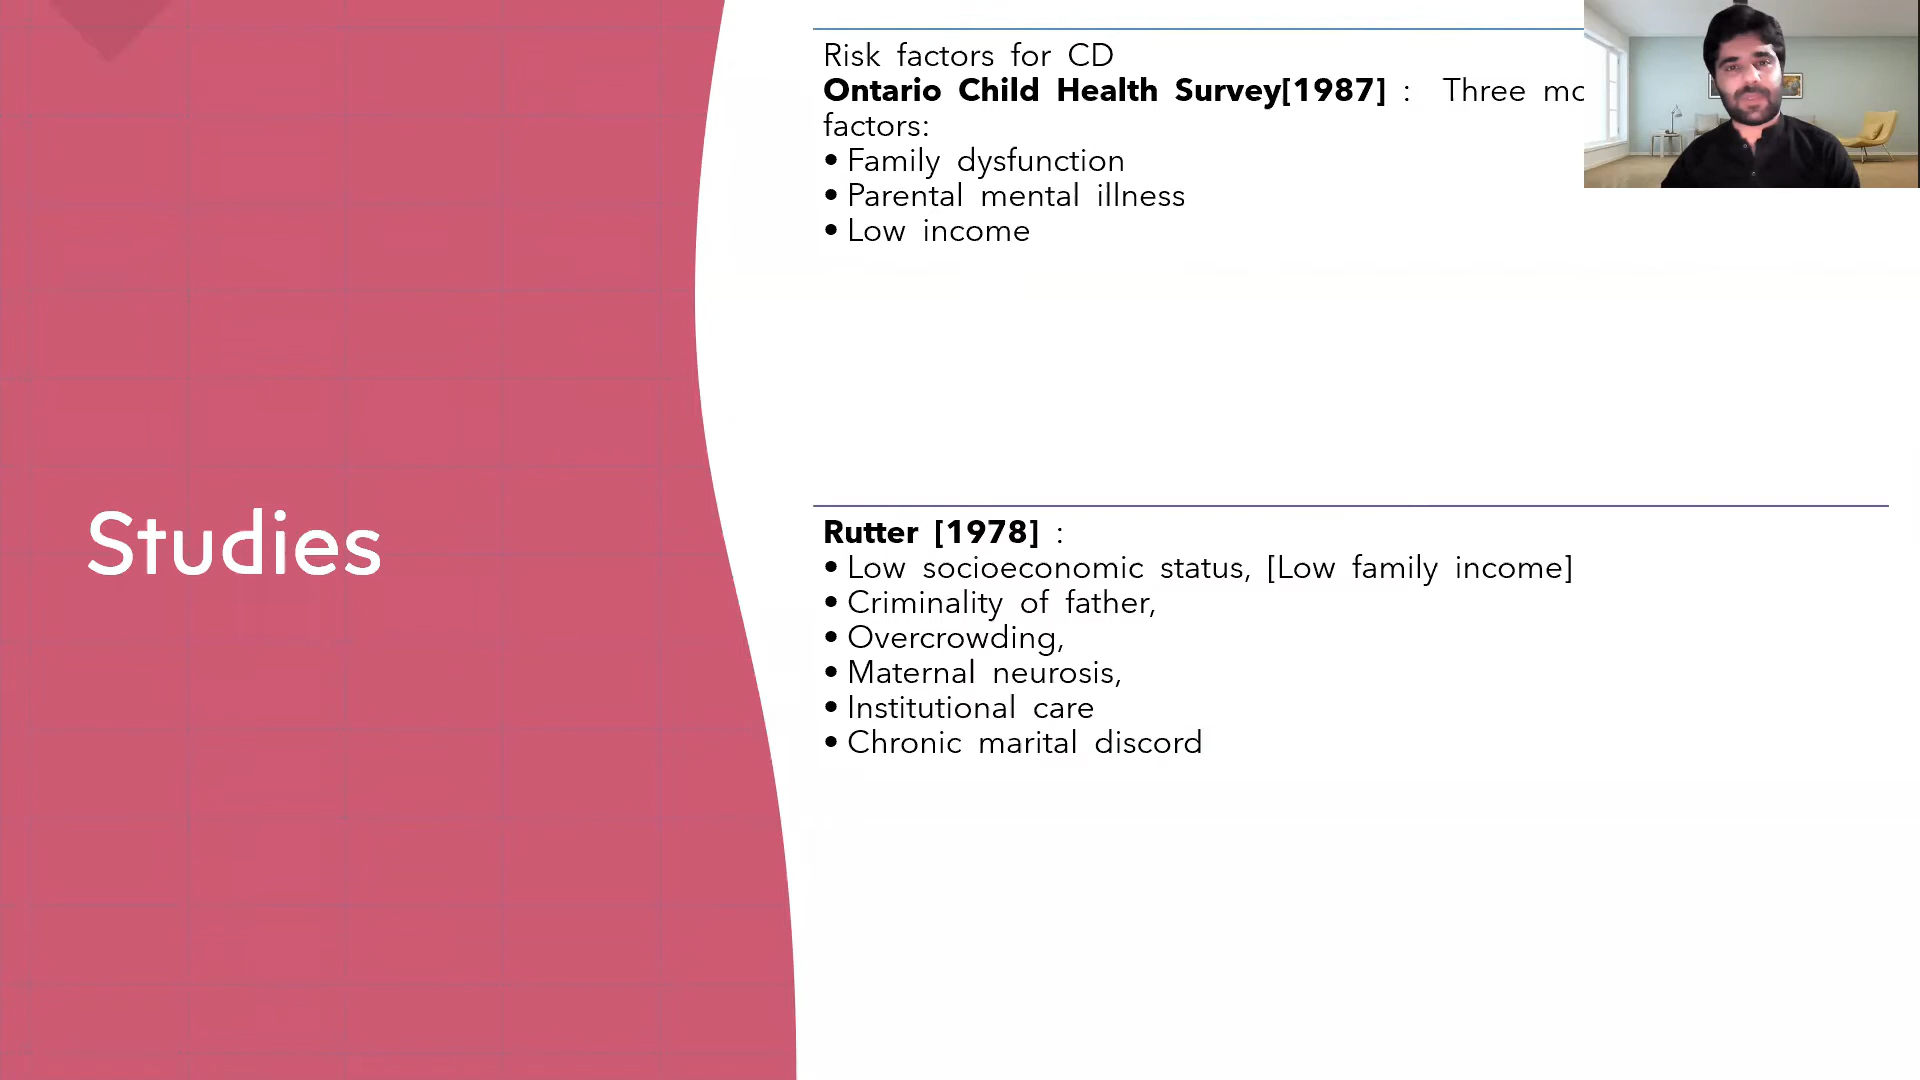 Studies
Risk factors for CD
Ontario Child Health Survey[1987] : Three
factors:
• Family dysfunction
• Parental mental illness
• Low income
Rutter [1978] :
• Low socioeconomic status, [Low family income]
• Criminality of father,
• Overcrowding,
• Maternal neurosis,
• Institutional care
• Chronic marital discord